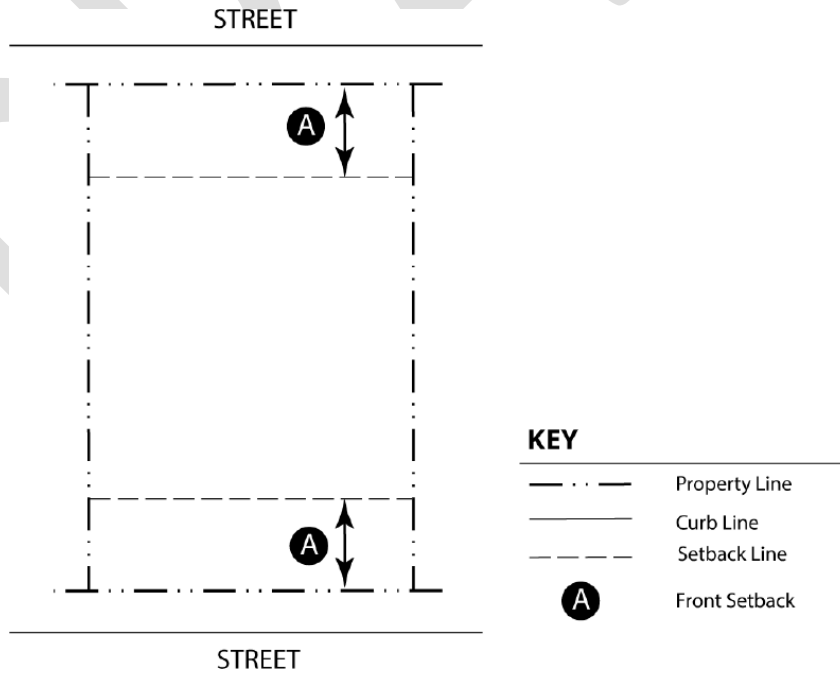 STREET
A
A
STREET
KEY
Property Line
Curb Line
Setback Line
A Front Setback